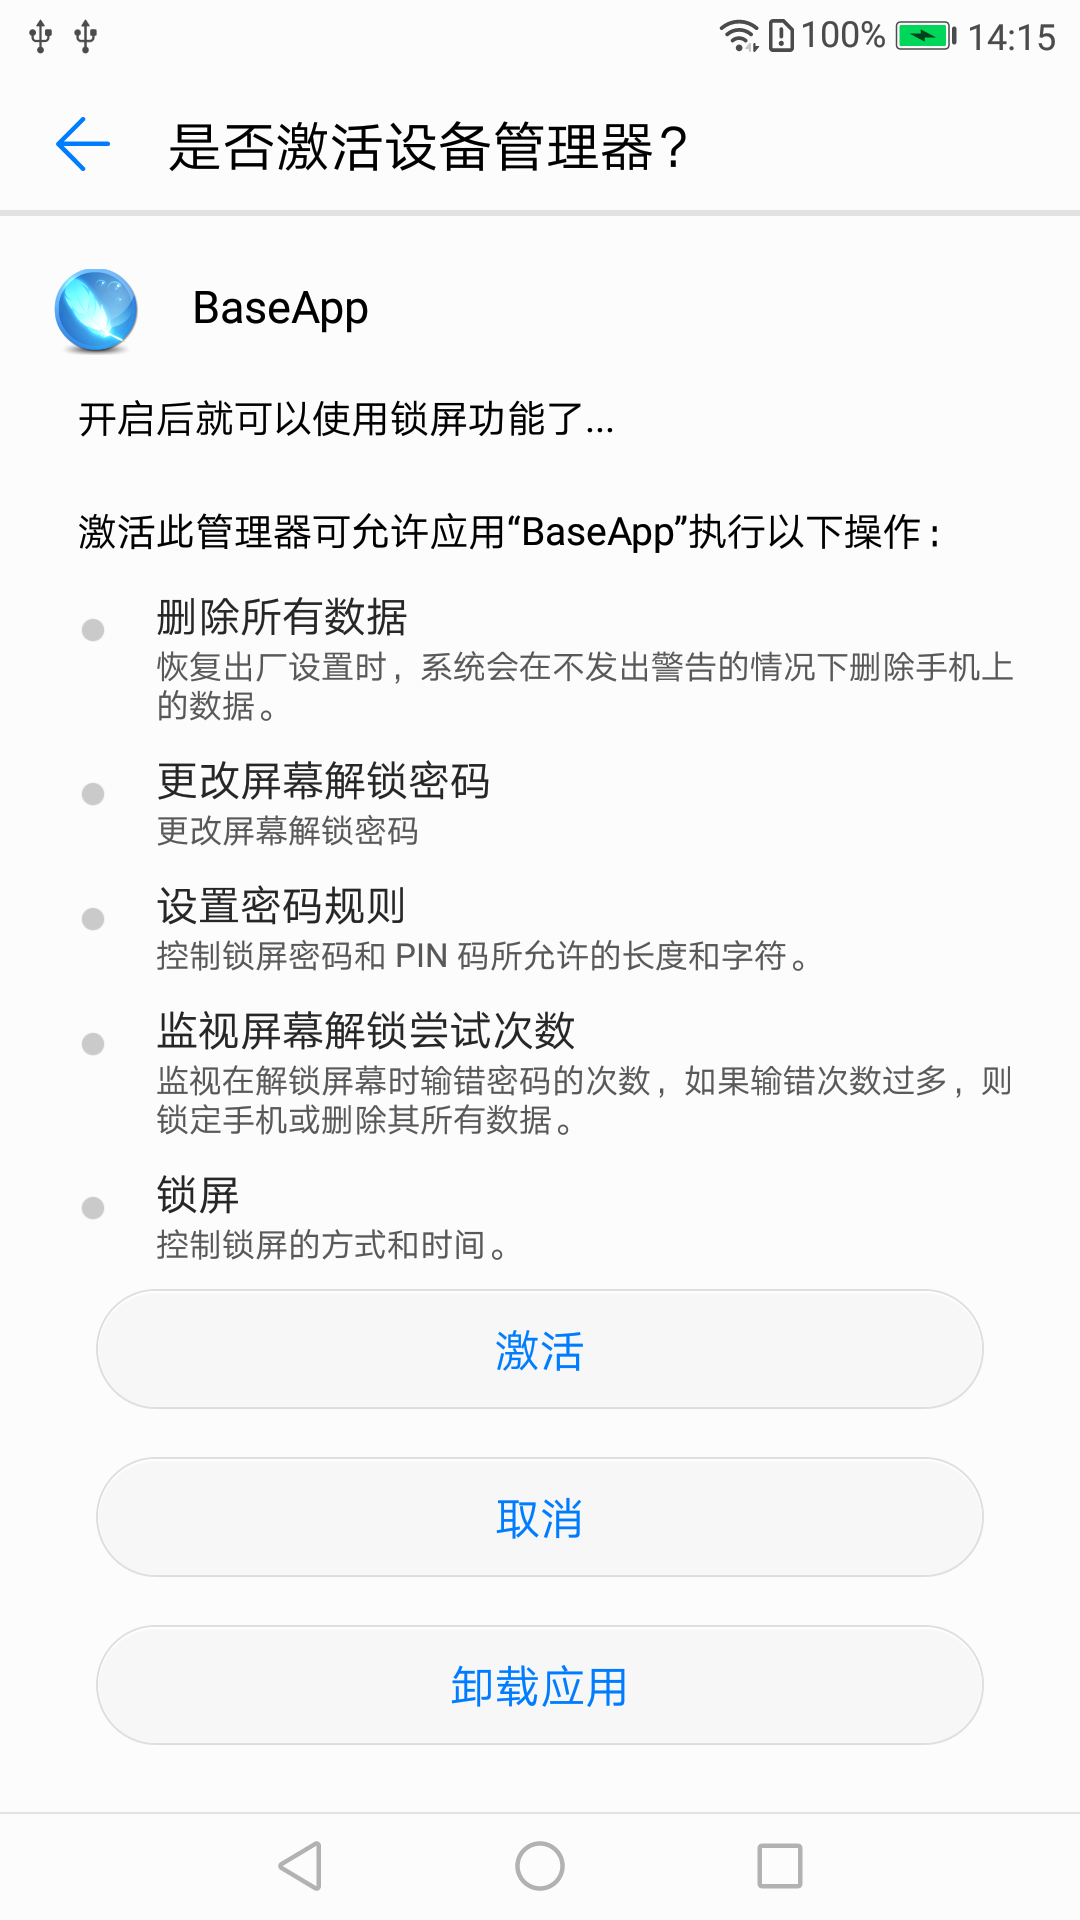 100% 14:15
是否激活设备管理器？
BaseApp
开启后就可以使用锁屏功能了...
激活此管理器可允许应用“BaseApp”执行以下操作：
删除所有数据
恢复出厂设置时，系统会在不发出警告的情况下删除手机上
的数据。
更改屏幕解锁密码
更改屏幕解锁密码
设置密码规则
控制锁屏密码和 PIN 码所允许的长度和字符。
监视屏幕解锁尝试次数
监视在解锁屏幕时输错密码的次数，如果输错次数过多，则
锁定手机或删除其所有数据。
锁屏
控制锁屏的方式和时间。
激活
取消
卸载应用